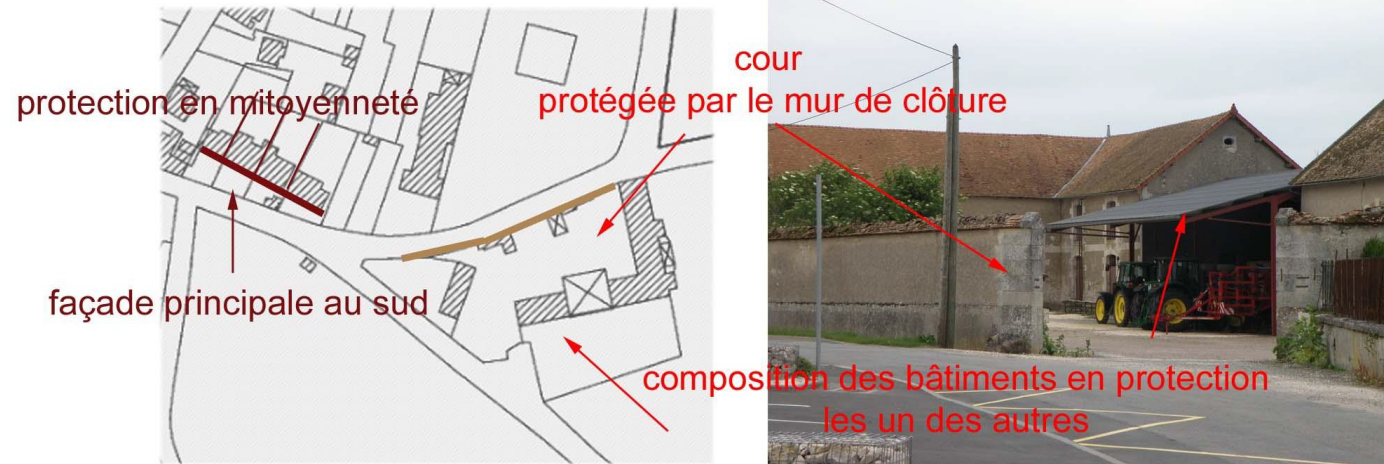 protection en mitoyenneté
façade principale au sud
cour
protégée par le mur de clôture
composition des bâtiments en protection
les un des autres